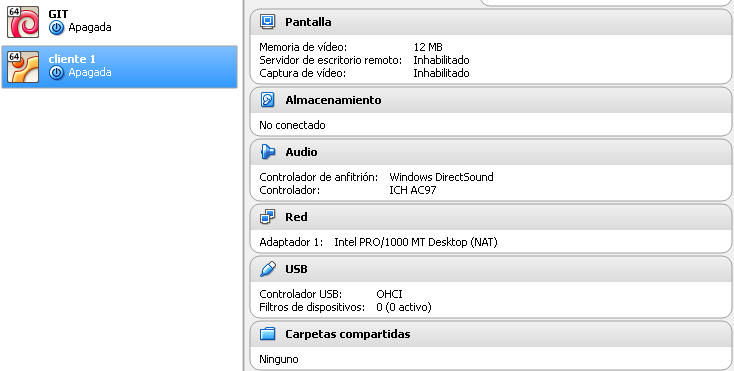 64 GIT
Apagada
64 cliente 1
Apagada
Pantalla
Memoria de vídeo: 12 MB
Servidor de escritorio remoto: Inhabilitado
Captura de vídeo: Inhabilitado
Almacenamiento
No conectado
Audio
Controlador de anfitrión: Windows DirectSound
Controlador: ICH AC97
Red
Adaptador 1: Intel PRO/1000 MT Desktop (NAT)
USB
Controlador USB: OHCI
Filtros de dispositivos: 0 (0 activo)
Carpetas compartidas
Ninguno